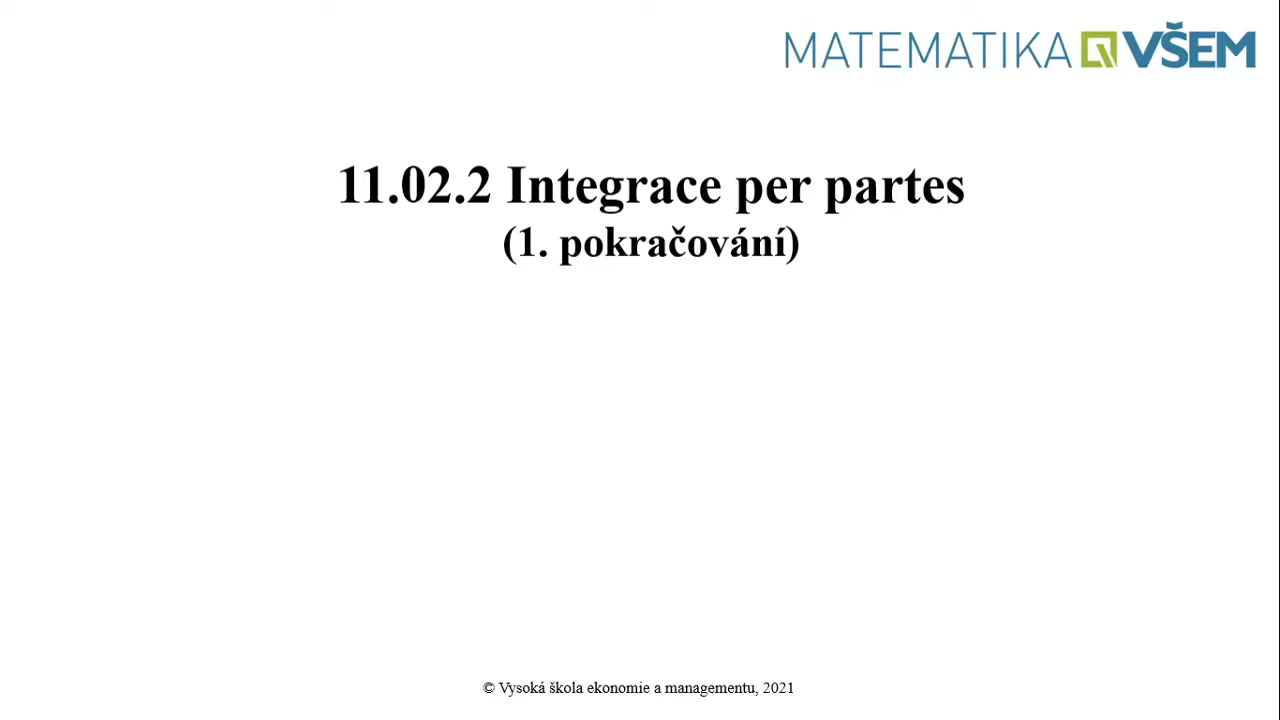 MATEMATIKA VŠEM
11.02.2 Integrace per partes
(1. pokračování)
© Vysoká škola ekonomie a managementu, 2021